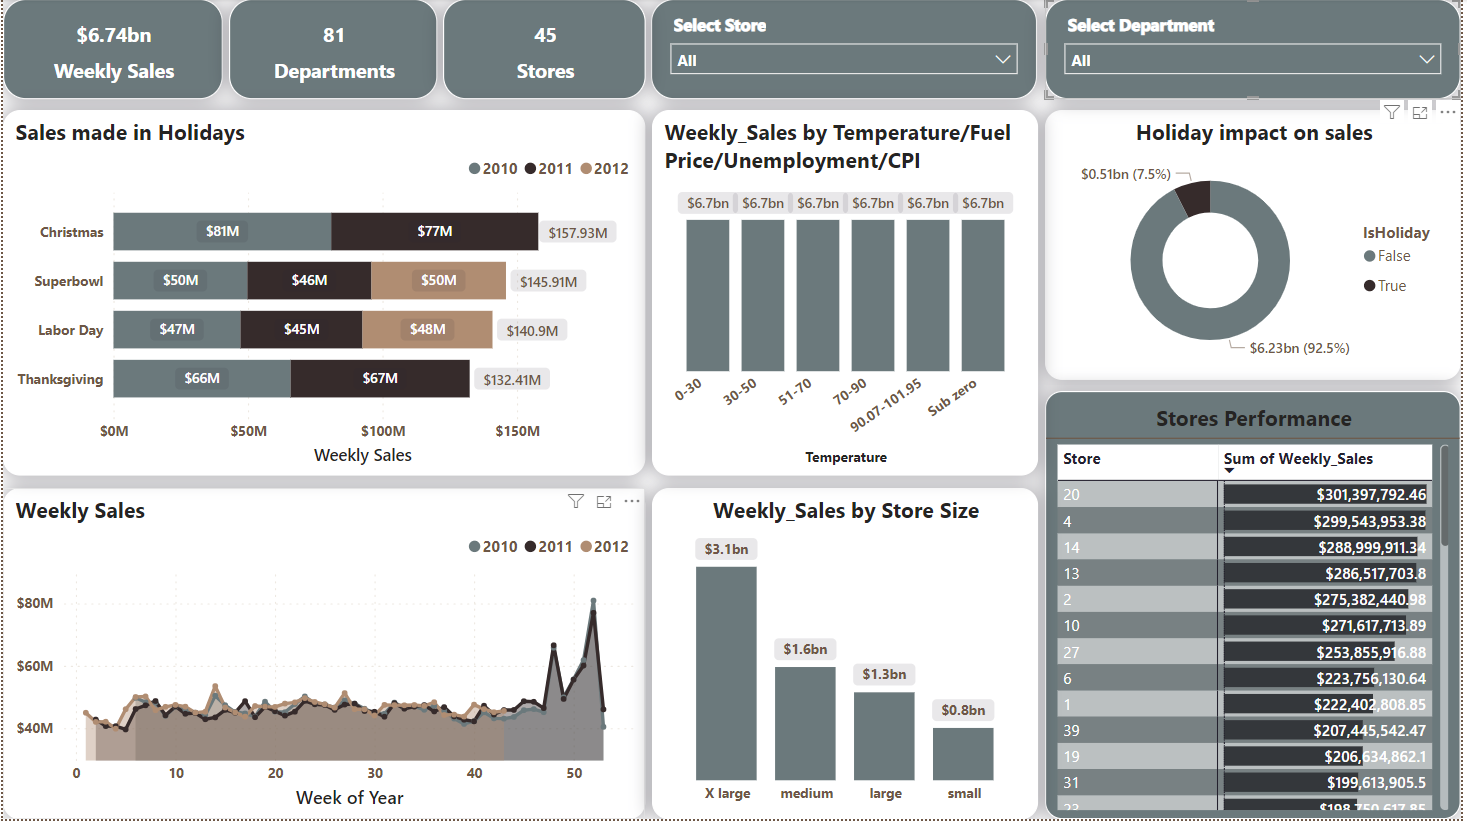 $6.74bn
Weekly Sales
81
Departments
45
Stores
Select Store
All
Select Department
All
Sales made in Holidays
2010 2011 2012
Christmas $81M $77M $157.93M
Superbowl $50M $46M $50M $145.91M
Labor Day $47M $45M $48M $140.9M
Thanksgiving $66M $67M $132.41M
$0M $50M $100M $150M
Weekly Sales
Weekly_Sales by Temperature/Fuel
Price/Unemployment/CPI
$6.7bn $6.7bn $6.7bn $6.7bn $6.7bn $6.7bn
0-30 30-50 51-70 70-90 90.07-101.95 Sub zero
Temperature
Holiday impact on sales
$0.51bn (7.5%)
IsHoliday
False
True
$6.23bn (92.5%)
Weekly Sales
2010 2011 2012
$80M
$60M
$40M
0 10 20 30 40 50
Week of Year
Weekly_Sales by Store Size
$3.1bn
$1.6bn
$1.3bn
$0.8bn
X large medium large small
Stores Performance
Store Sum of Weekly_Sales
20 $301,397,792.46
4 $299,543,953.38
14 $288,999,911.34
13 $286,517,703.8
2 $275,382,440.98
10 $271,617,713.89
27 $253,855,916.88
6 $223,756,130.64
1 $222,402,808.85
39 $207,445,542.47
19 $206,634,862.1
31 $199,613,905.5
23 $198,750,617.85